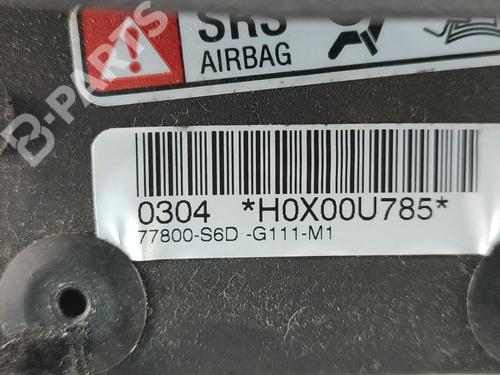 SRS
AIRBAG
B-PARTS
0304 *H0X00U785*
77800-S6D -G111-M1